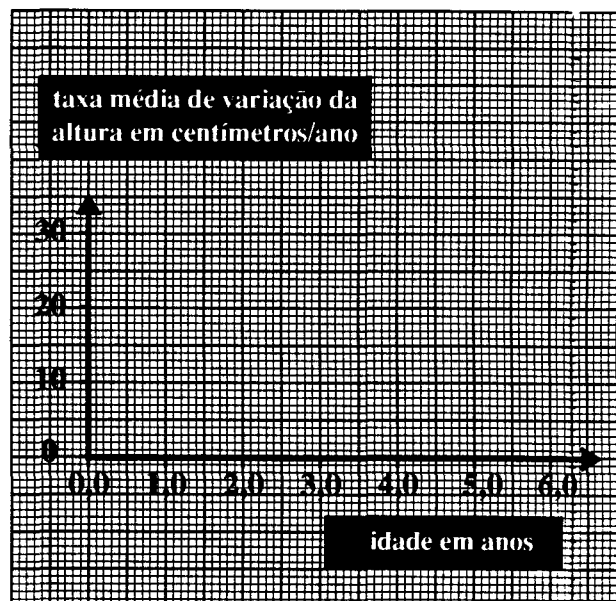 taxa média de variação da
altura em centímetros/ano
30
20
10
0
0,0 1,0 2,0 3,0 4,0 5,0 6,0
idade em anos